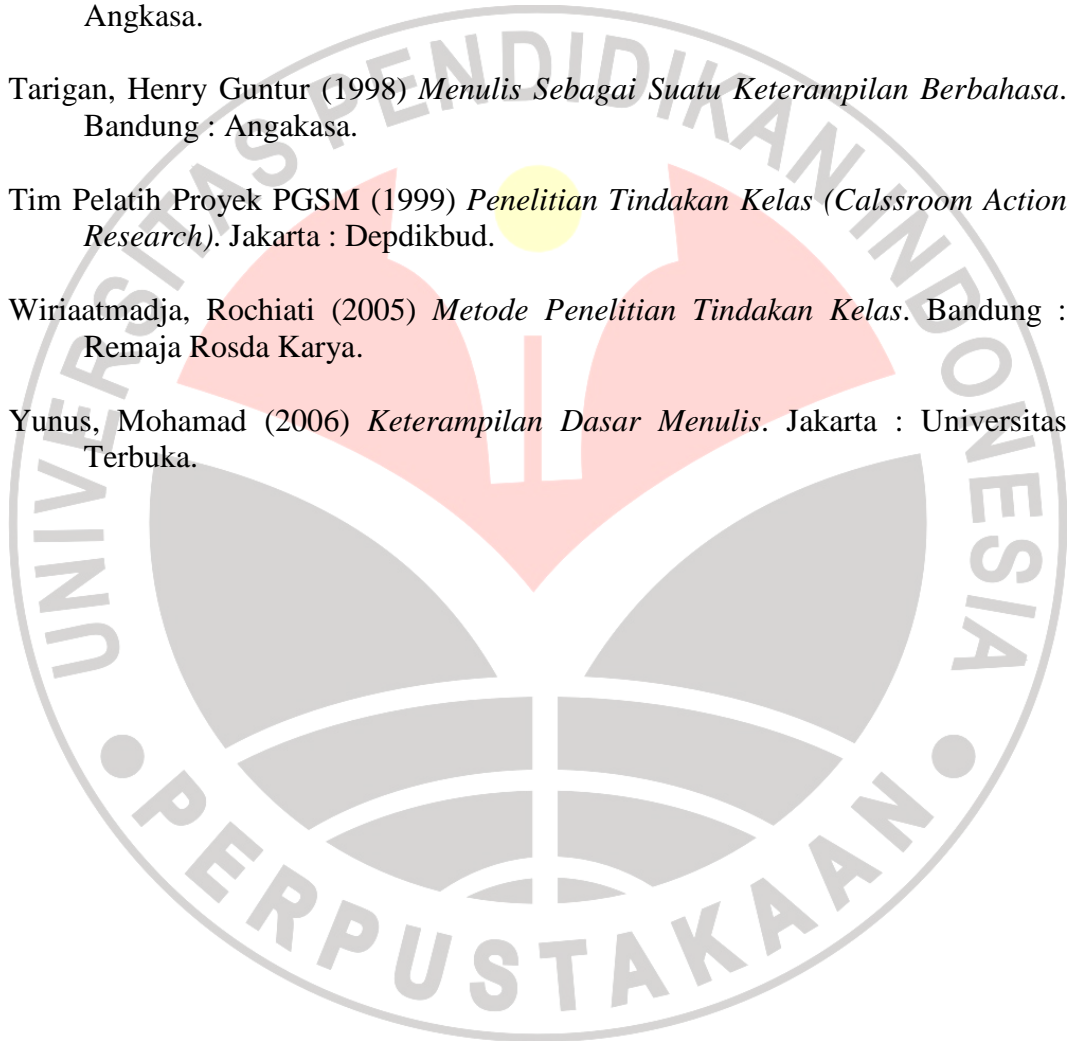 Angkasa.
Tarigan, Henry Guntur (1998) Menulis Sebagai Suatu Keterampilan Berbahasa.
Bandung : Angakasa.
Tim Pelatih Proyek PGSM (1999) Penelitian Tindakan Kelas (Calssroom Action
Research). Jakarta : Depdikbud.
Wiriaatmadja, Rochiati (2005) Metode Penelitian Tindakan Kelas. Bandung :
Remaja Rosda Karya.
Yunus, Mohamad (2006) Keterampilan Dasar Menulis. Jakarta : Universitas
Terbuka.
UNIVERSITAS PENDIDIKAN INDONESIA
PERPUSTAKAAN